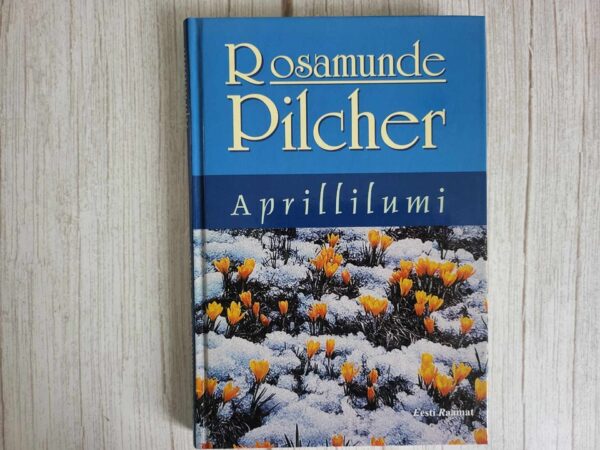 Rosamunde
Pilcher
Aprillilumi
Eesti Raamat